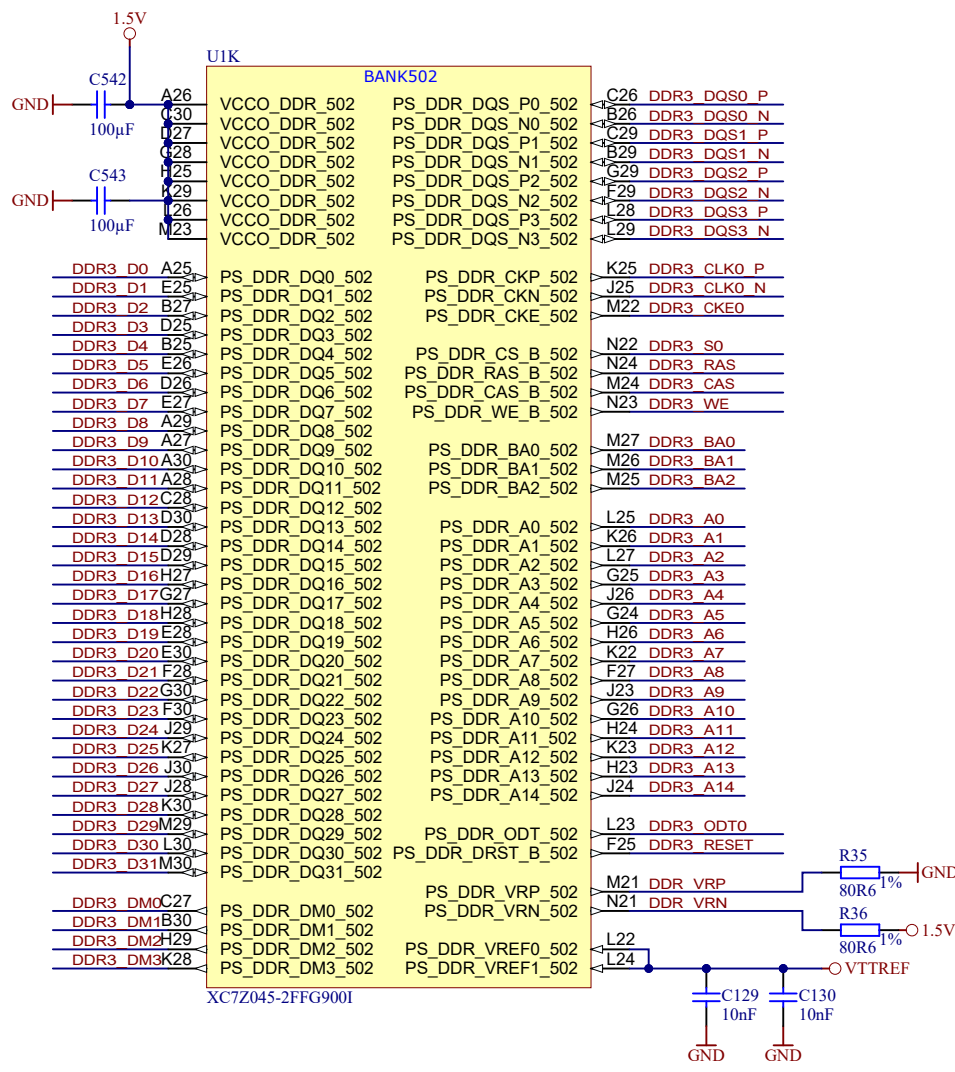 1.5V
U1K
BANK502
C542
GND
100µF
C543
GND
100µF
A26 VCCO_DDR_502 PS_DDR_DQS_P0_502 C26 DDR3_DQS0_P
C30 VCCO_DDR_502 PS_DDR_DQS_N0_502 B26 DDR3_DQS0_N
D27 VCCO_DDR_502 PS_DDR_DQS_P1_502 C29 DDR3_DQS1_P
G28 VCCO_DDR_502 PS_DDR_DQS_N1_502 B29 DDR3_DQS1_N
H25 VCCO_DDR_502 PS_DDR_DQS_P2_502 G29 DDR3_DQS2_P
K29 VCCO_DDR_502 PS_DDR_DQS_N2_502 F29 DDR3_DQS2_N
L26 VCCO_DDR_502 PS_DDR_DQS_P3_502 L28 DDR3_DQS3_P
M23 VCCO_DDR_502 PS_DDR_DQS_N3_502 L29 DDR3_DQS3_N
DDR3_D0 A25 PS_DDR_DQ0_502 PS_DDR_CKP_502 K25 DDR3_CLK0_P
DDR3_D1 E25 PS_DDR_DQ1_502 PS_DDR_CKN_502 J25 DDR3_CLK0_N
DDR3_D2 B27 PS_DDR_DQ2_502 PS_DDR_CKE_502 M22 DDR3_CKE0
DDR3_D3 D25 PS_DDR_DQ3_502
DDR3_D4 B25 PS_DDR_DQ4_502 PS_DDR_CS_B_502 N22 DDR3_S0
DDR3_D5 E26 PS_DDR_DQ5_502 PS_DDR_RAS_B_502 N24 DDR3_RAS
DDR3_D6 D26 PS_DDR_DQ6_502 PS_DDR_CAS_B_502 M24 DDR3_CAS
DDR3_D7 E27 PS_DDR_DQ7_502 PS_DDR_WE_B_502 N23 DDR3_WE
DDR3_D8 A29 PS_DDR_DQ8_502
DDR3_D9 A27 PS_DDR_DQ9_502 PS_DDR_BA0_502 M27 DDR3_BA0
DDR3_D10 A30 PS_DDR_DQ10_502 PS_DDR_BA1_502 M26 DDR3_BA1
DDR3_D11 A28 PS_DDR_DQ11_502 PS_DDR_BA2_502 M25 DDR3_BA2
DDR3_D12 C28 PS_DDR_DQ12_502
DDR3_D13 D30 PS_DDR_DQ13_502 PS_DDR_A0_502 L25 DDR3_A0
DDR3_D14 D28 PS_DDR_DQ14_502 PS_DDR_A1_502 K26 DDR3_A1
DDR3_D15 D29 PS_DDR_DQ15_502 PS_DDR_A2_502 L27 DDR3_A2
DDR3_D16 H27 PS_DDR_DQ16_502 PS_DDR_A3_502 G25 DDR3_A3
DDR3_D17 G27 PS_DDR_DQ17_502 PS_DDR_A4_502 J26 DDR3_A4
DDR3_D18 H28 PS_DDR_DQ18_502 PS_DDR_A5_502 G24 DDR3_A5
DDR3_D19 E28 PS_DDR_DQ19_502 PS_DDR_A6_502 H26 DDR3_A6
DDR3_D20 E30 PS_DDR_DQ20_502 PS_DDR_A7_502 K22 DDR3_A7
DDR3_D21 F28 PS_DDR_DQ21_502 PS_DDR_A8_502 F27 DDR3_A8
DDR3_D22 G30 PS_DDR_DQ22_502 PS_DDR_A9_502 J23 DDR3_A9
DDR3_D23 F30 PS_DDR_DQ23_502 PS_DDR_A10_502 G26 DDR3_A10
DDR3_D24 J29 PS_DDR_DQ24_502 PS_DDR_A11_502 H24 DDR3_A11
DDR3_D25 K27 PS_DDR_DQ25_502 PS_DDR_A12_502 K23 DDR3_A12
DDR3_D26 J30 PS_DDR_DQ26_502 PS_DDR_A13_502 H23 DDR3_A13
DDR3_D27 J28 PS_DDR_DQ27_502 PS_DDR_A14_502 J24 DDR3_A14
DDR3_D28 K30 PS_DDR_DQ28_502
DDR3_D29 M29 PS_DDR_DQ29_502 PS_DDR_ODT_502 L23 DDR3_ODT0
DDR3_D30 L30 PS_DDR_DQ30_502 PS_DDR_DRST_B_502 F25 DDR3_RESET
DDR3_D31 M30 PS_DDR_DQ31_502
PS_DDR_VRP_502 M21 DDR_VRP R35 80R6 1% GND
DDR3_DM0 C27 PS_DDR_DM0_502 PS_DDR_VRN_502 N21 DDR_VRN R36 80R6 1% 1.5V
DDR3_DM1 B30 PS_DDR_DM1_502
DDR3_DM2 H29 PS_DDR_DM2_502 PS_DDR_VREF0_502 L22
DDR3_DM3 K28 PS_DDR_DM3_502 PS_DDR_VREF1_502 L24 VTTREF
XC7Z045-2FFG900I
C129 C130
10nF 10nF
GND GND